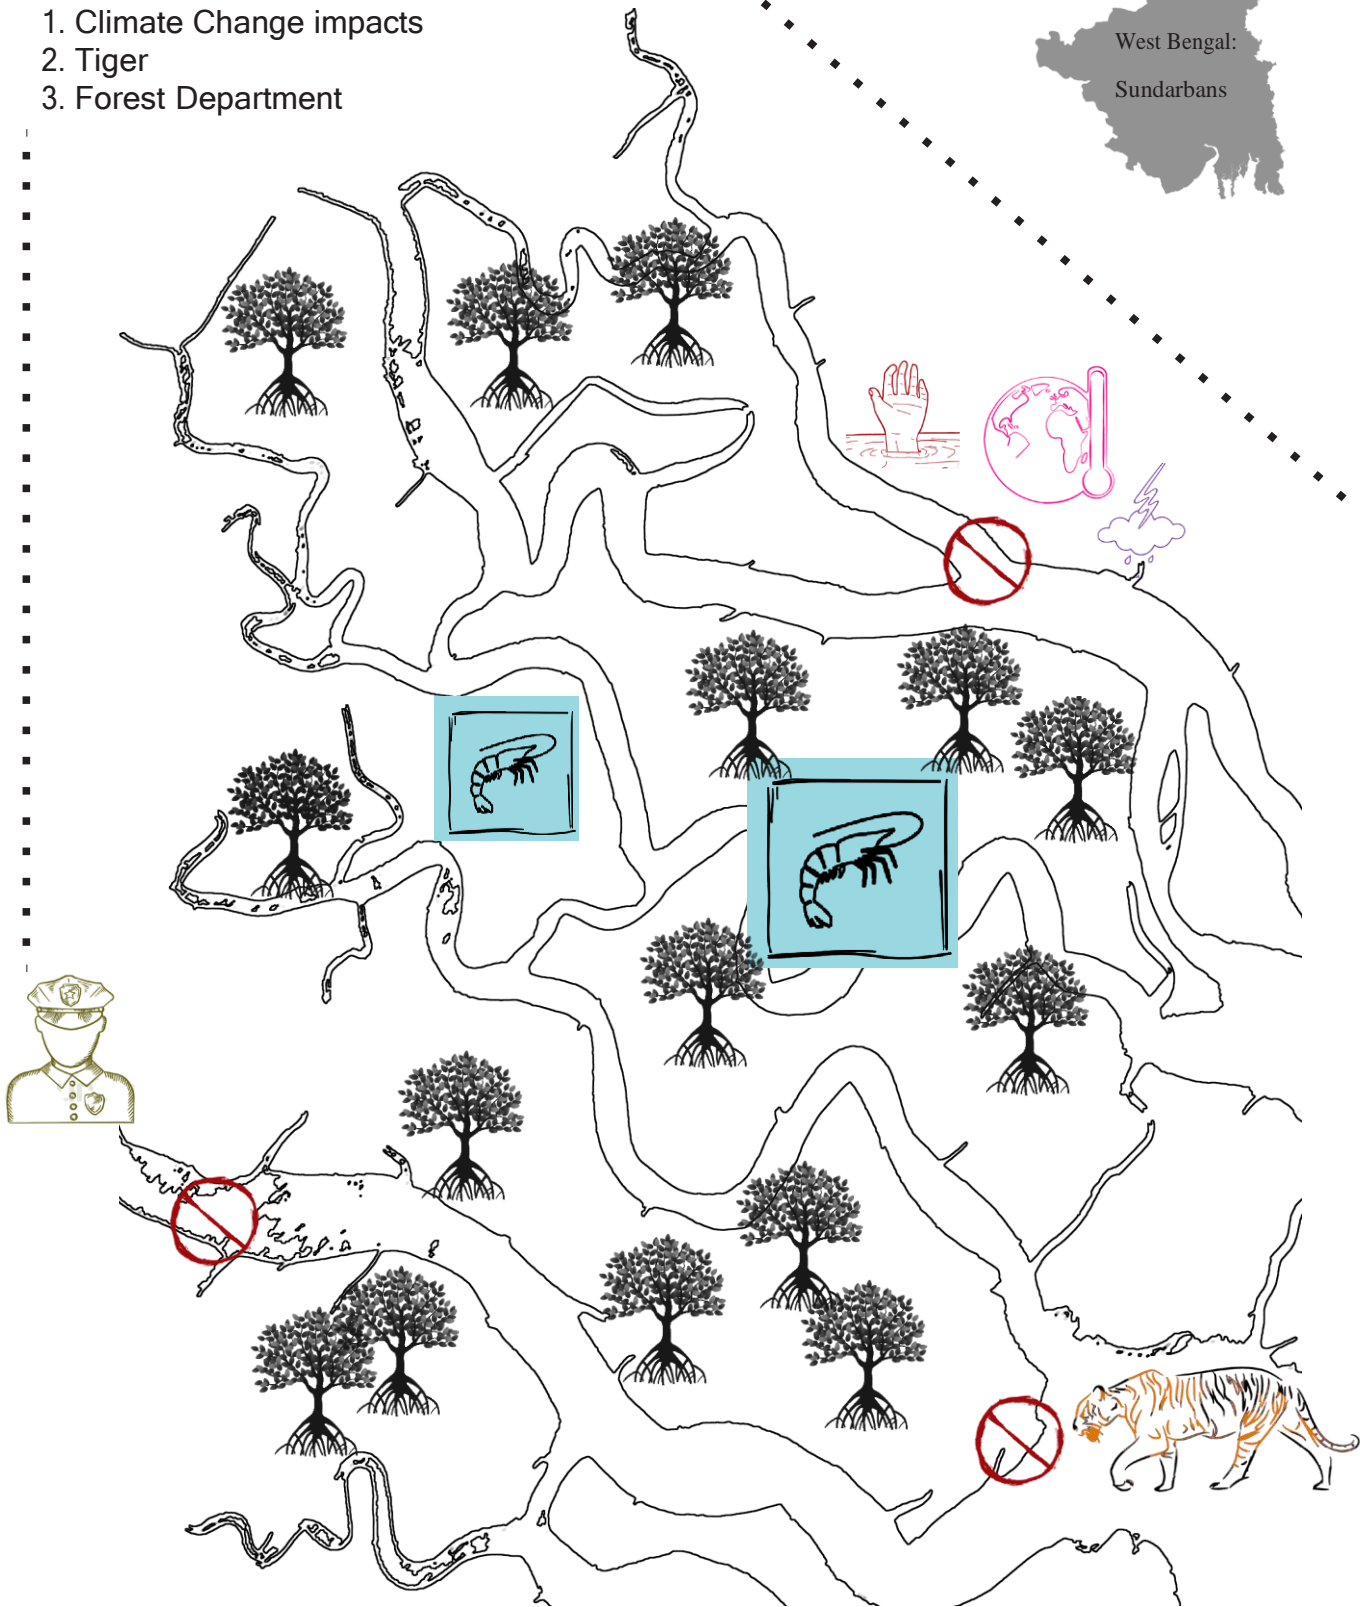 1. Climate Change impacts
2. Tiger
3. Forest Department
West Bengal:
Sundarbans